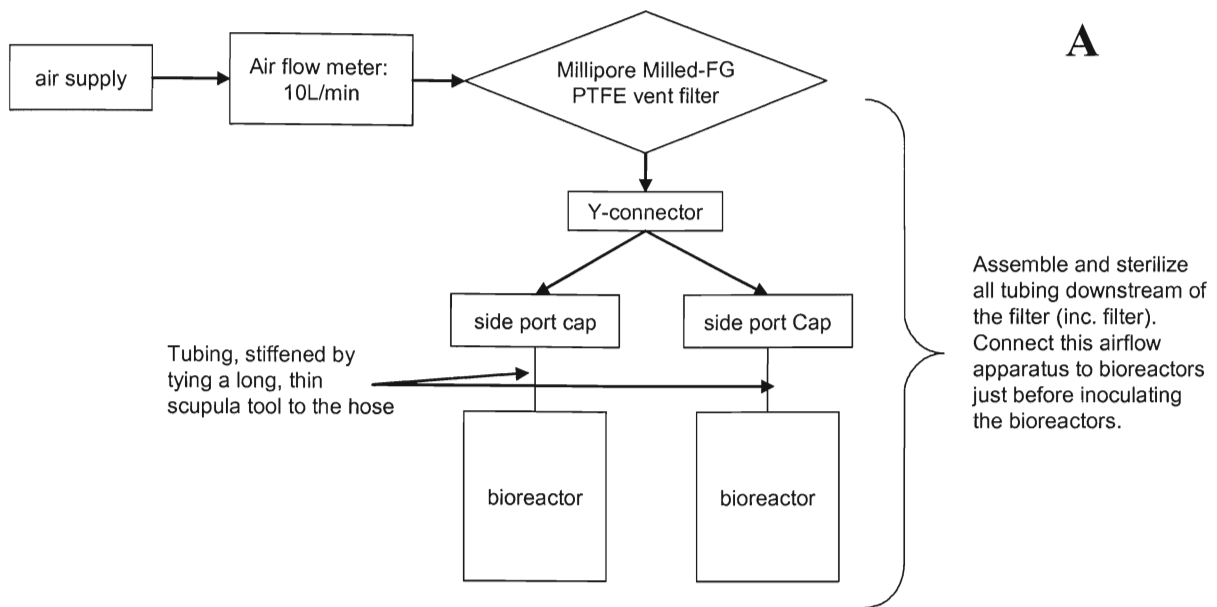 A
air supply
Air flow meter:
10L/min
Millipore Milled-FG
PTFE vent filter
Y-connector
side port cap
side port Cap
Tubing, stiffened by
tying a long, thin
scupula tool to the hose
bioreactor
bioreactor
Assemble and sterilize
all tubing downstream of
the filter (inc. filter).
Connect this airflow
apparatus to bioreactors
just before inoculating
the bioreactors.